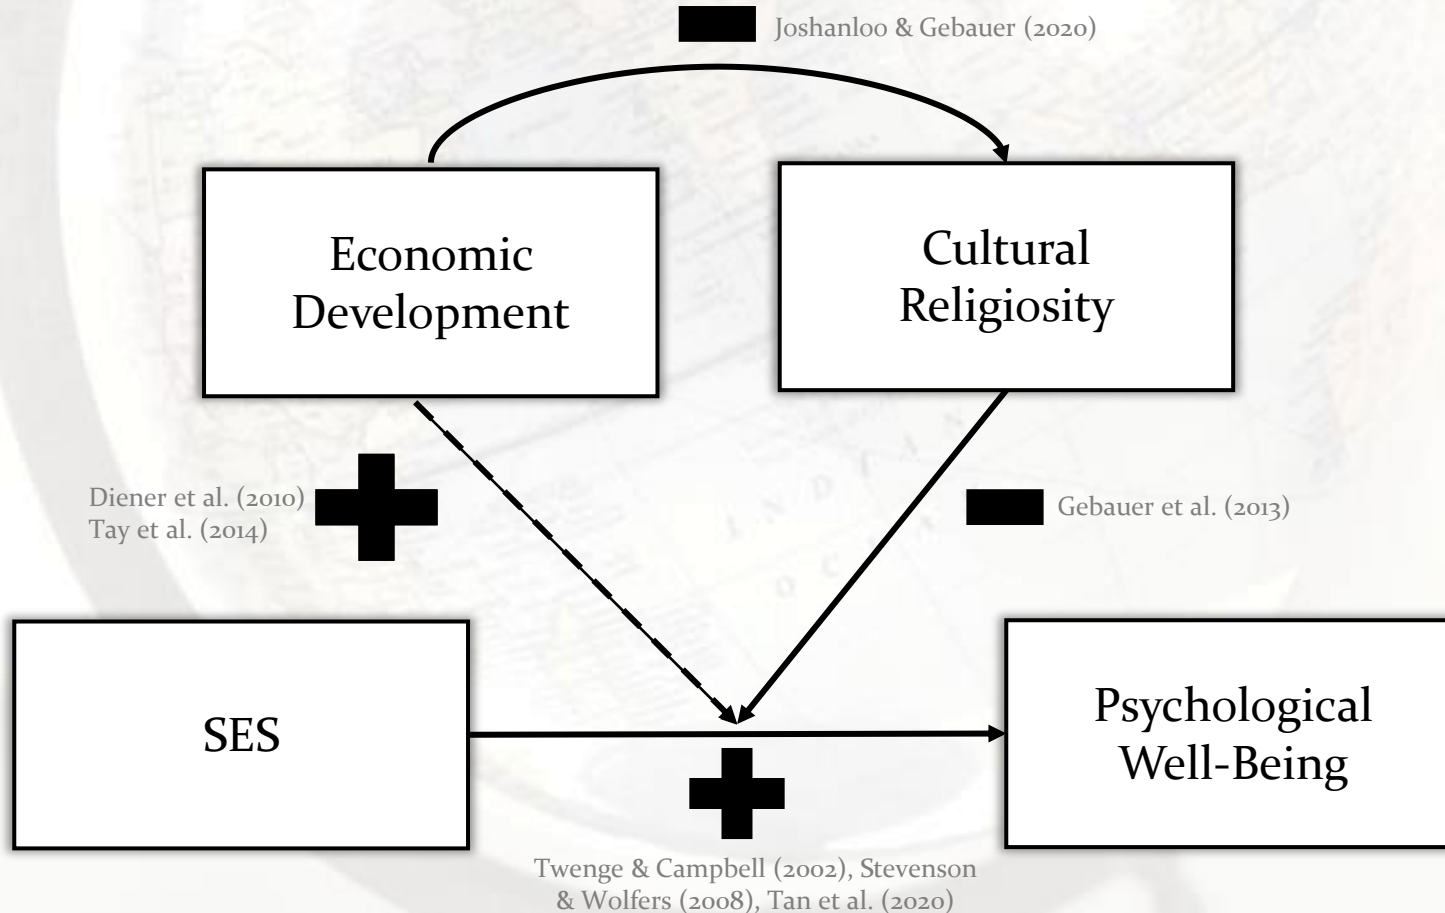 Joshanloo & Gebauer (2020)
Economic
Development
Cultural
Religiosity
Diener et al. (2010)
Tay et al. (2014)
Gebauer et al. (2013)
I N D I A N
O C
SES
Psychological
Well-Being
Twenge & Campbell (2002), Stevenson
& Wolfers (2008), Tan et al. (2020)